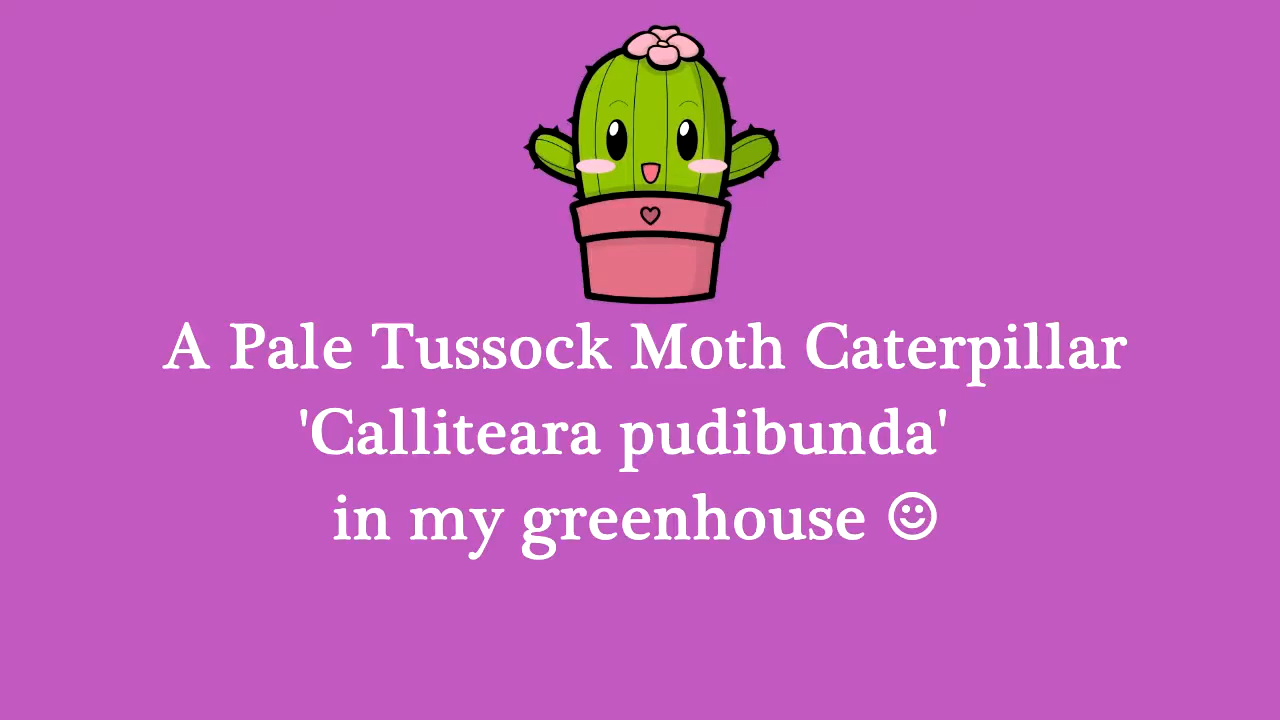 A Pale Tussock Moth Caterpillar
'Calliteara pudibunda'
in my greenhouse ☺